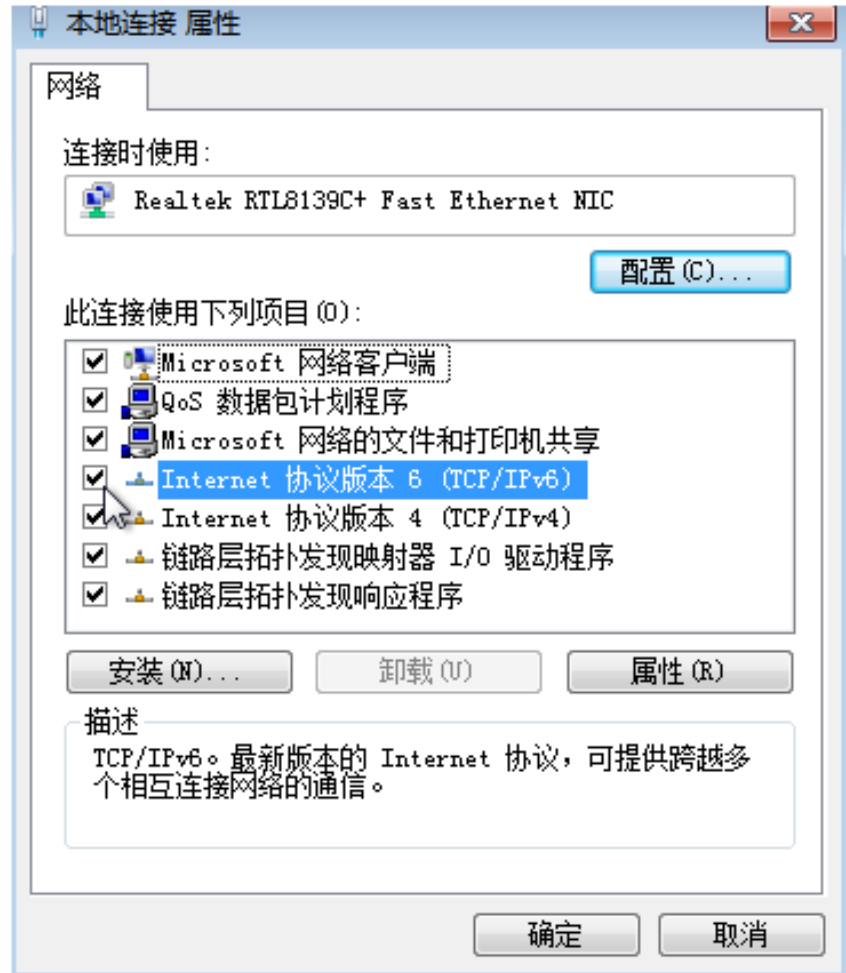 本地连接 属性
网络
连接时使用:
Realtek RTL8139C+ Fast Ethernet NIC
配置(C)...
此连接使用下列项目(O):
Microsoft 网络客户端
QoS 数据包计划程序
Microsoft 网络的文件和打印机共享
Internet 协议版本 6 (TCP/IPv6)
Internet 协议版本 4 (TCP/IPv4)
链路层拓扑发现映射器 I/O 驱动程序
链路层拓扑发现响应程序
安装(N)... 卸载(U) 属性(R)
描述
TCP/IPv6。最新版本的 Internet 协议，可提供跨越多
个相互连接网络的通信。
确定 取消